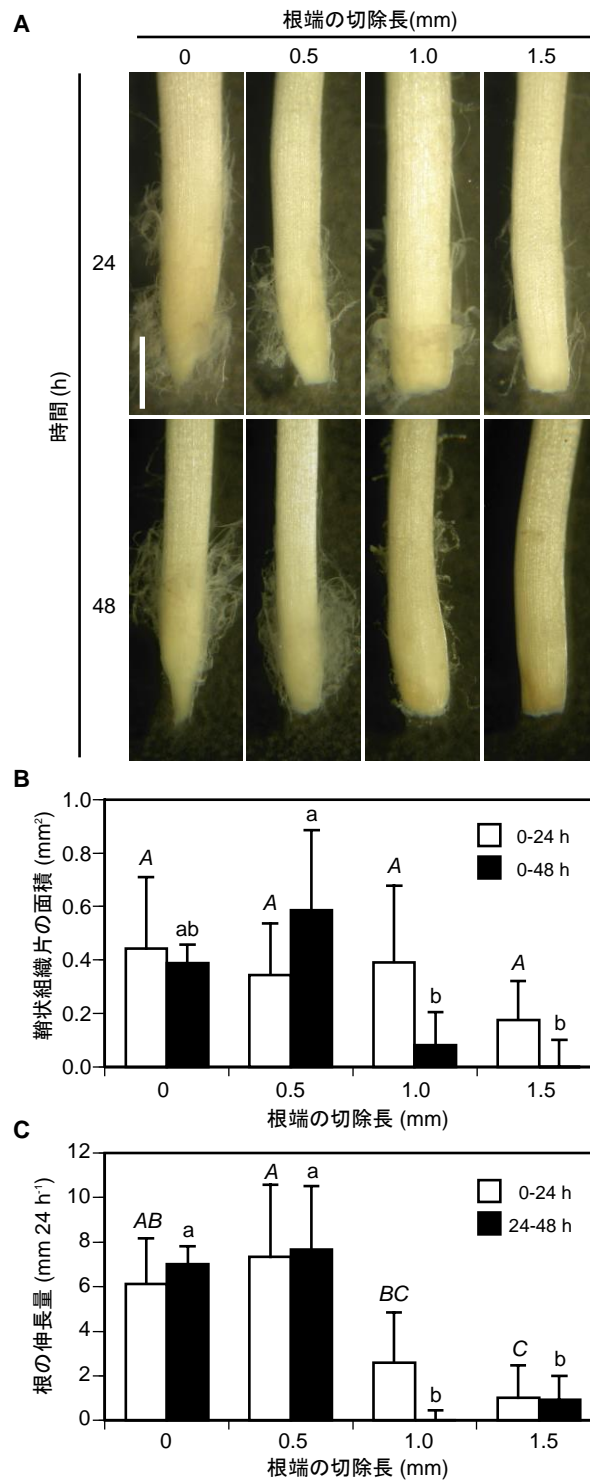 A
根端の切除長(mm)
0 0.5 1.0 1.5
時間 (h)
24
48
B
鞘状組織片の面積 (mm²)
1.0
0.8
0.6
0.4
0.2
0.0
A ab A a A b A b
0-24 h
0-48 h
0 0.5 1.0 1.5
根端の切除長 (mm)
C
根の伸長量 (mm 24 h⁻¹)
12
10
8
6
4
2
0
AB a A a BC b C b
0-24 h
24-48 h
0 0.5 1.0 1.5
根端の切除長 (mm)